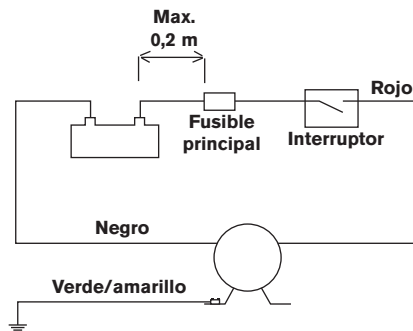 Max.
0,2 m
Rojo
Fusible
principal
Interruptor
Negro
Verde/amarillo